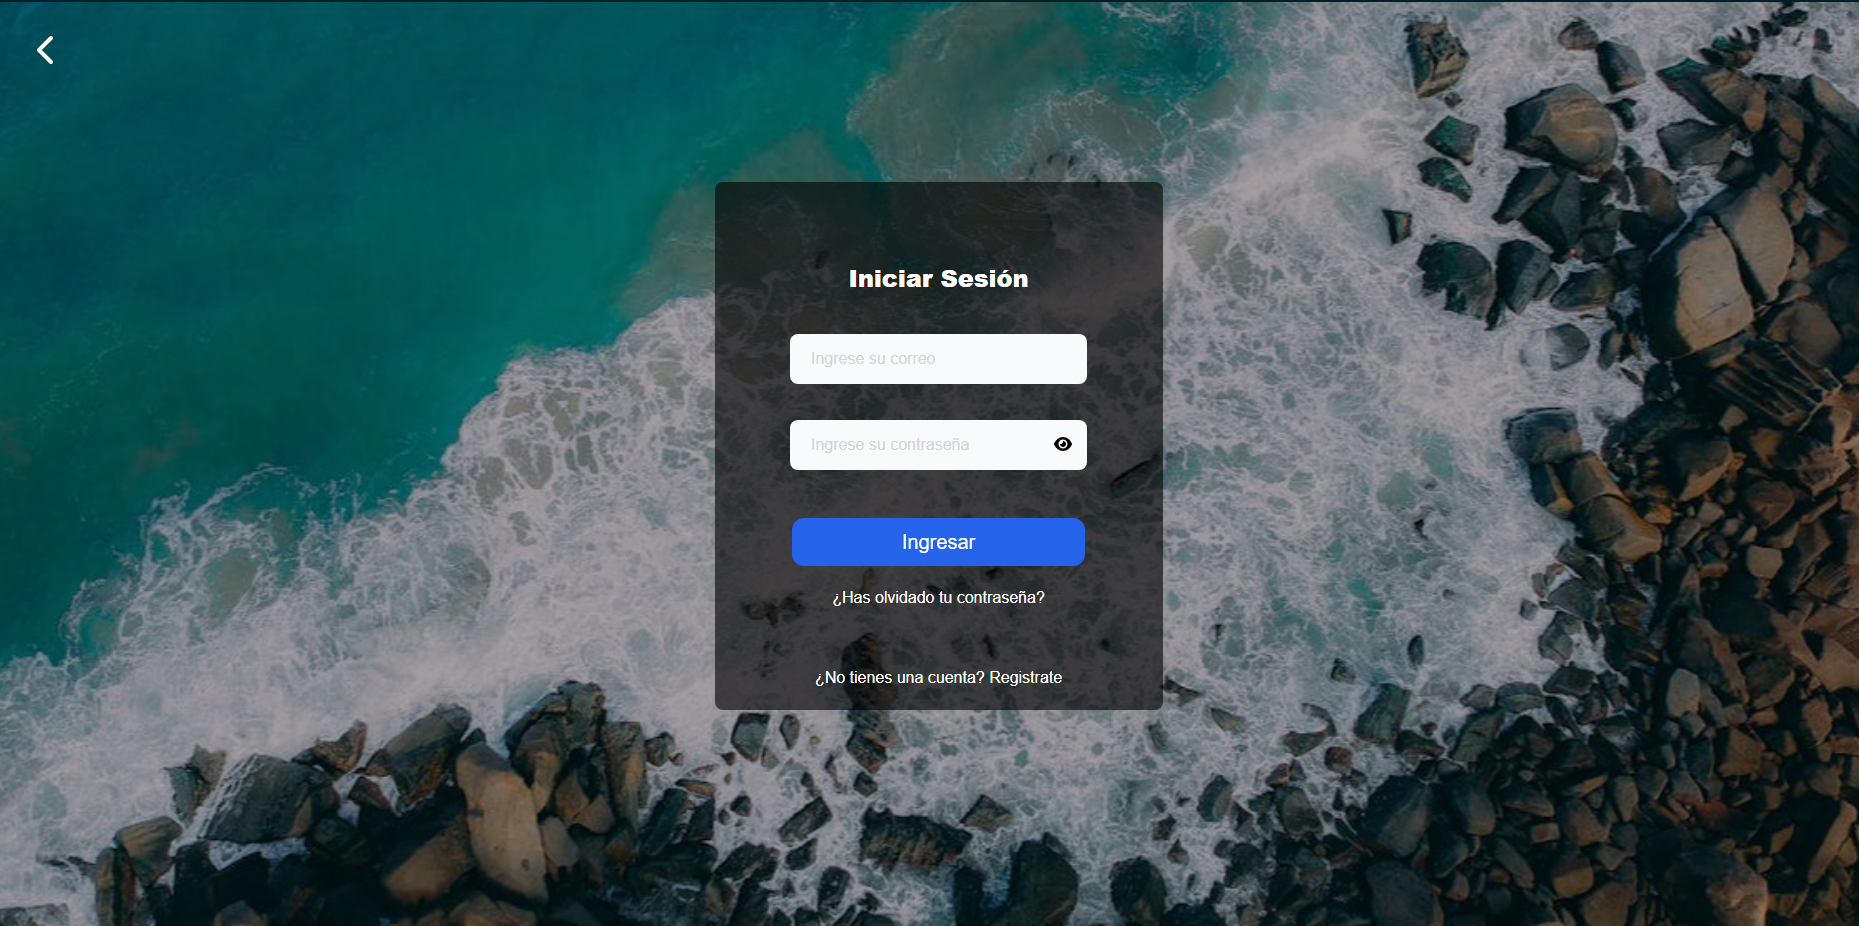 Iniciar Sesión
Ingrese su correo
Ingrese su contraseña
Ingresar
¿Has olvidado tu contraseña?
¿No tienes una cuenta? Registrate